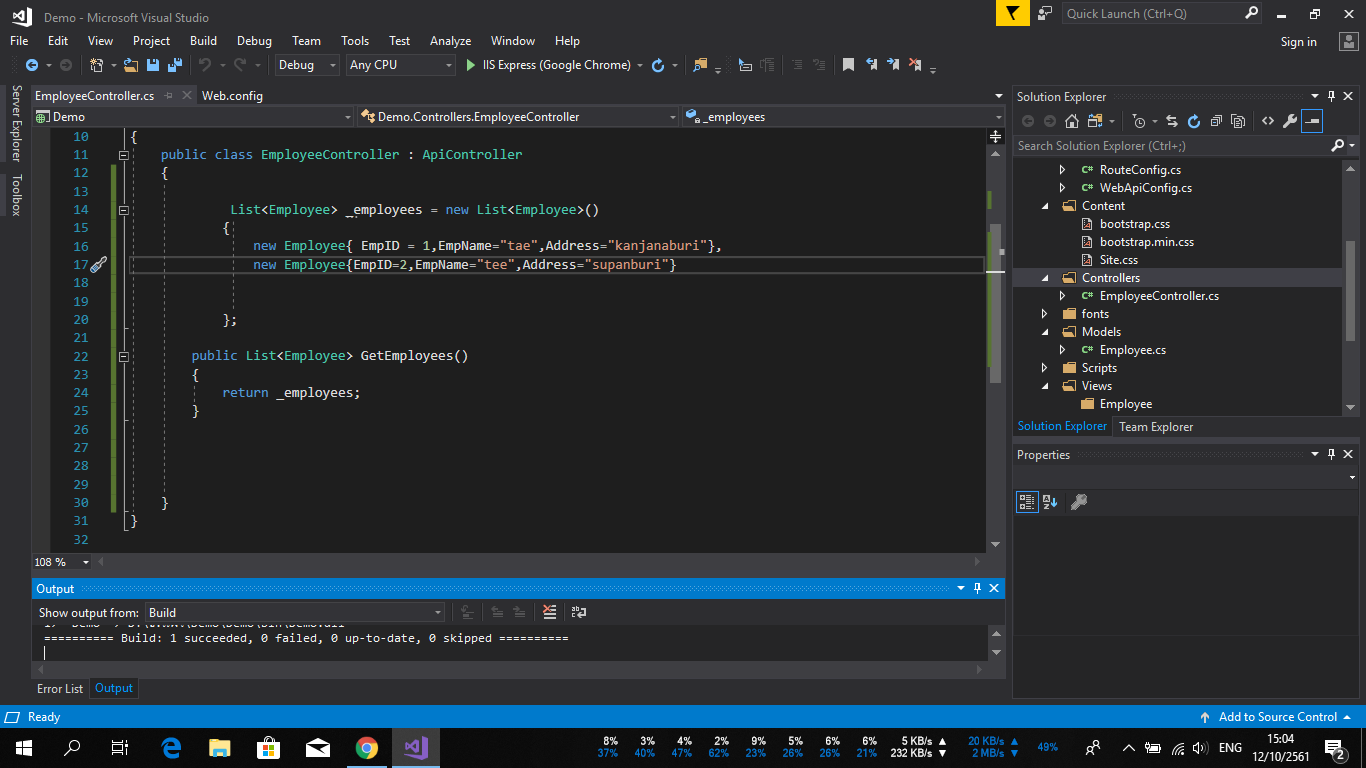 Demo - Microsoft Visual Studio
Quick Launch (Ctrl+Q)
File Edit View Project Build Debug Team Tools Test Analyze Window Help
Sign in
Debug Any CPU IIS Express (Google Chrome)
Server Explorer
Toolbox
EmployeeController.cs Web.config
Demo Demo.Controllers.EmployeeController _employees
10 {
11 public class EmployeeController : ApiController
12 {
13
14 List<Employee> _employees = new List<Employee>()
15 {
16 new Employee{ EmpID = 1,EmpName="tae",Address="kanjanaburi"},
17 new Employee{EmpID=2,EmpName="tee",Address="supanburi"}
18
19
20 };
21
22 public List<Employee> GetEmployees()
23 {
24 return _employees;
25 }
26
27
28
29
30 }
31 }
32
108 %
Output
Show output from: Build
========== Build: 1 succeeded, 0 failed, 0 up-to-date, 0 skipped ==========
Error List Output
Solution Explorer
Search Solution Explorer (Ctrl+;)
C# RouteConfig.cs
C# WebApiConfig.cs
Content
bootstrap.css
bootstrap.min.css
Site.css
Controllers
C# EmployeeController.cs
fonts
Models
C# Employee.cs
Scripts
Views
Employee
Solution Explorer Team Explorer
Properties
Ready
Add to Source Control
8% 3% 4% 2% 9% 5% 6% 6% 5 KB/s 20 KB/s
37% 40% 47% 62% 23% 26% 26% 21% 232 KB/s 2 MB/s
49%
ENG
15:04
12/10/2561
2